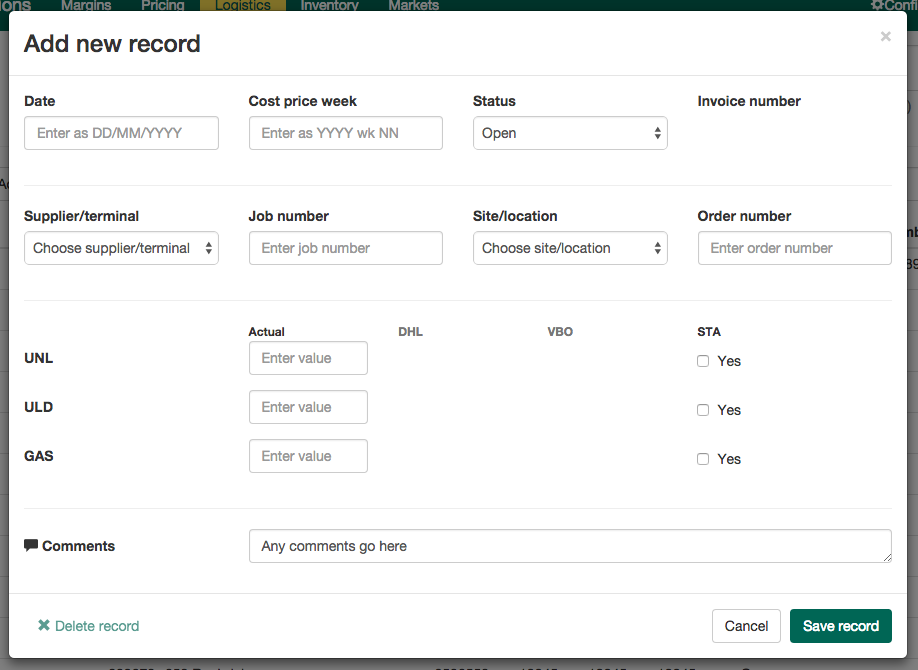 ons Margins Pricing Logistics Inventory Markets Confi
Add new record ×
Date Cost price week Status Invoice number
Enter as DD/MM/YYYY Enter as YYYY wk NN Open
Supplier/terminal Job number Site/location Order number
Choose supplier/terminal Enter job number Choose site/location Enter order number
Actual DHL VBO STA
UNL Enter value Yes
ULD Enter value Yes
GAS Enter value Yes
Comments Any comments go here
Delete record Cancel Save record